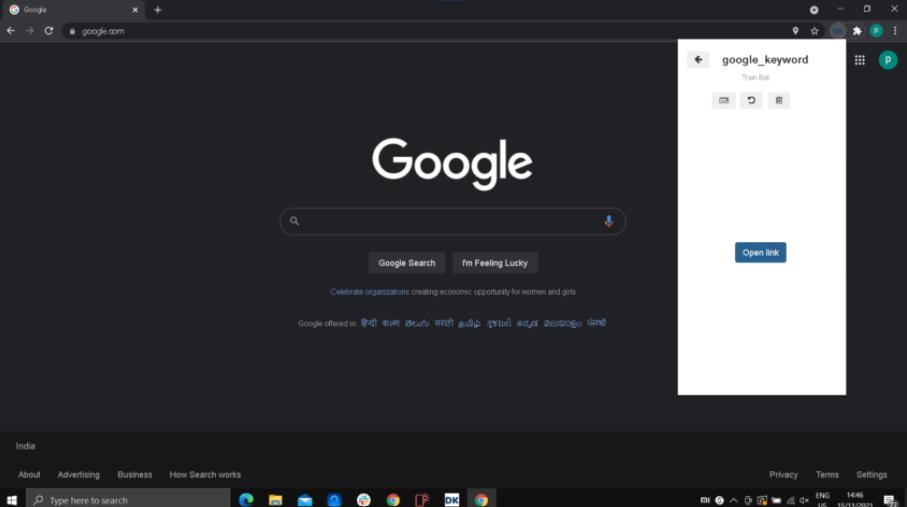 Google
google.com
google_keyword
Train Bot
Open link
P
P
Google
Google Search
I'm Feeling Lucky
Celebrate organizations creating economic opportunity for women and girls
Google offered in: हिन्दी বাংলা తెలుగు मराठी தமிழ் ગુજરાતી ಕನ್ನಡ മലയാളം ਪੰਜਾਬੀ
India
About Advertising Business How Search works
Privacy Terms Settings
Type here to search
DK
mi
ENG
14:46
US
15/11/2021